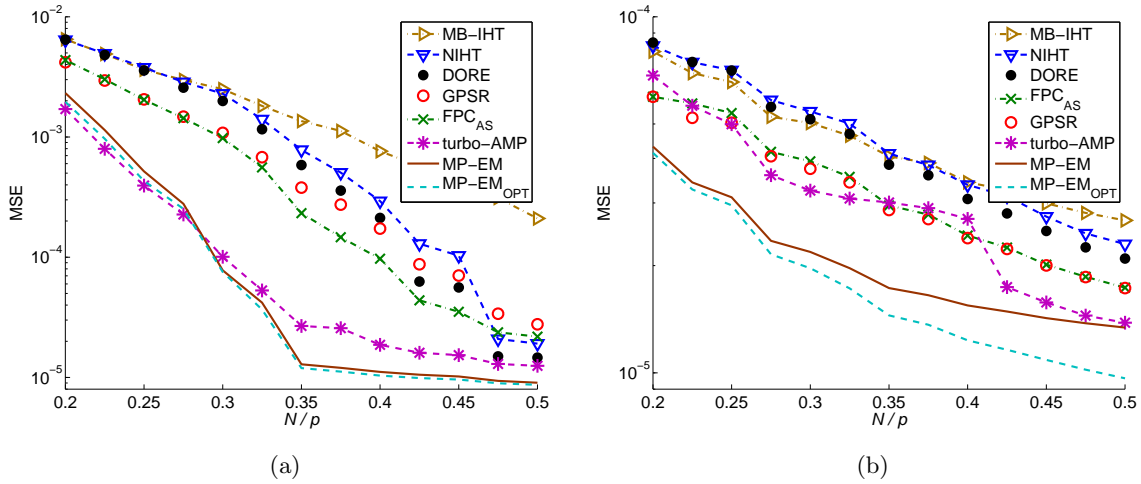 10^-2
10^-3
10^-4
10^-5
MSE
0.2 0.25 0.3 0.35 0.4 0.45 0.5
N / p
MB−IHT
NIHT
DORE
GPSR
FPC_AS
turbo−AMP
MP−EM
MP−EM_OPT
(a)
10^-4
10^-5
MSE
0.2 0.25 0.3 0.35 0.4 0.45 0.5
N / p
MB−IHT
NIHT
DORE
FPC_AS
GPSR
turbo−AMP
MP−EM
MP−EM_OPT
(b)